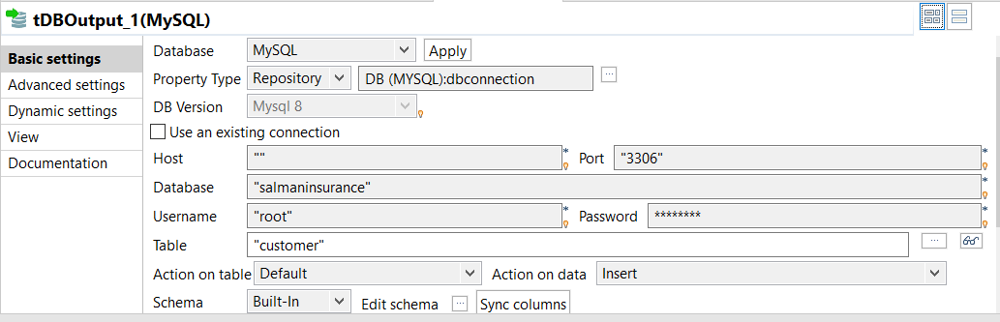 tDBOutput_1(MySQL)
Basic settings
Advanced settings
Dynamic settings
View
Documentation
Database MySQL Apply
Property Type Repository DB (MYSQL):dbconnection ...
DB Version Mysql 8
Use an existing connection
Host "" * Port "3306" *
Database "salmaninsurance" *
Username "root" * Password ******** *
Table "customer" ...
Action on table Default Action on data Insert
Schema Built-In Edit schema ... Sync columns